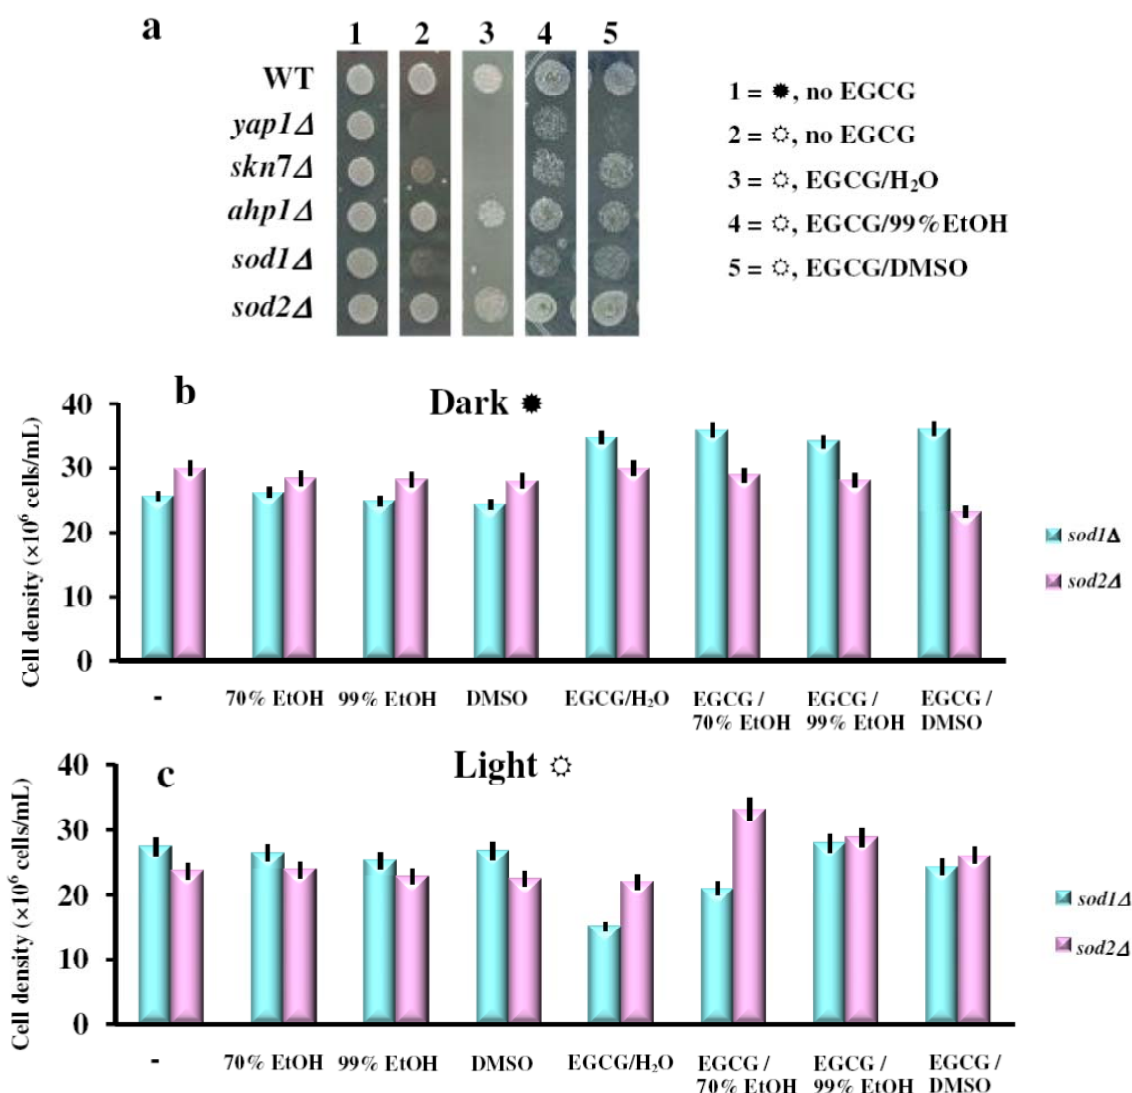 a
1 2 3 4 5
WT
yap1Δ
skn7Δ
ahp1Δ
sod1Δ
sod2Δ
1 = ✹, no EGCG
2 = ☼, no EGCG
3 = ☼, EGCG/H₂O
4 = ☼, EGCG/99%EtOH
5 = ☼, EGCG/DMSO
b
Dark ✹
Cell density (×10⁶ cells/mL)
40
30
20
10
0
- 70% EtOH 99% EtOH DMSO EGCG/H₂O EGCG / 70% EtOH EGCG / 99% EtOH EGCG / DMSO
sod1Δ
sod2Δ
c
Light ☼
Cell density (×10⁶ cells/mL)
40
30
20
10
0
- 70% EtOH 99% EtOH DMSO EGCG/H₂O EGCG / 70% EtOH EGCG / 99% EtOH EGCG / DMSO
sod1Δ
sod2Δ